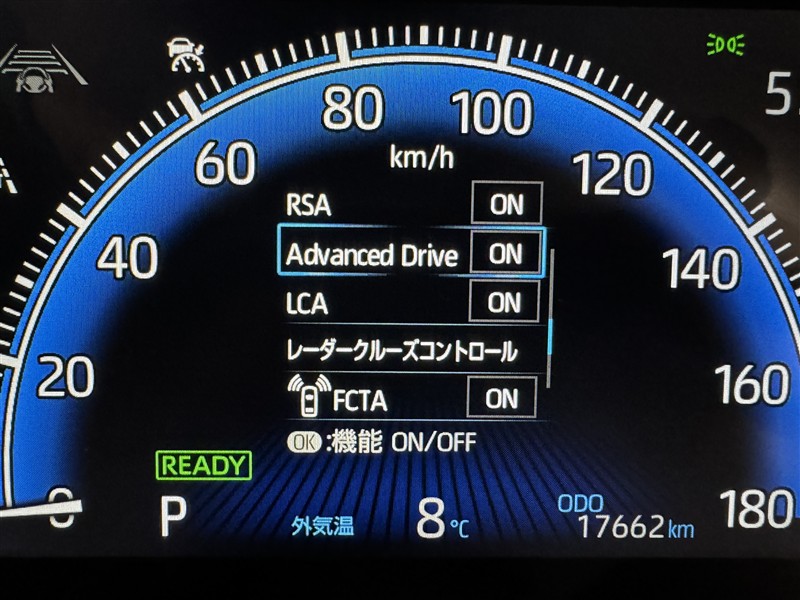 80
100
60
km/h
120
RSA ON
40
Advanced Drive ON
140
LCA ON
レーダークルーズコントロール
20
160
FCTA ON
OK:機能 ON/OFF
READY
0
P
外気温
8℃
ODO
17662km
180